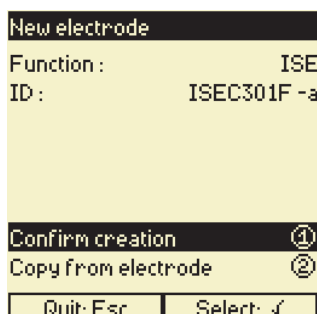 New electrode
Function : ISE
ID : ISEC301F -a
Confirm creation ①
Copy from electrode ②
Quit: Esc Select: √